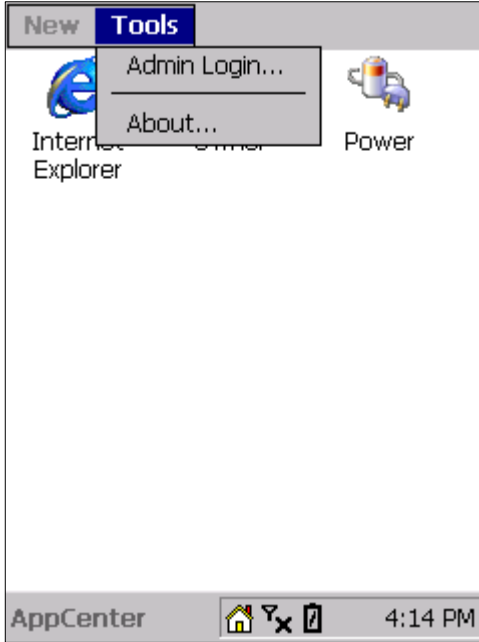 New Tools
Admin Login...
About...
Internet
Explorer
Power
AppCenter 4:14 PM